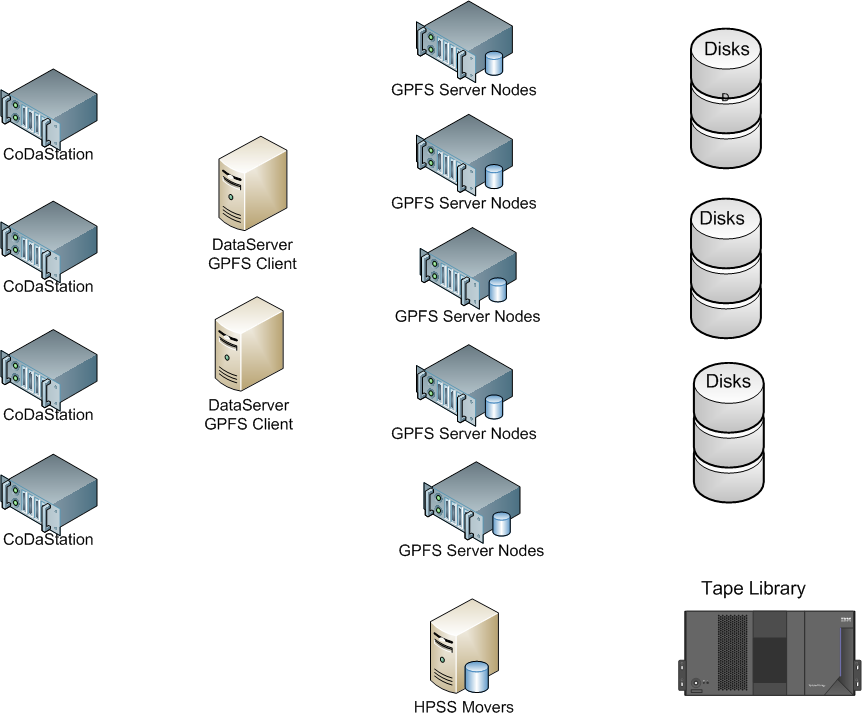 CoDaStation
CoDaStation
CoDaStation
CoDaStation
DataServer
GPFS Client
DataServer
GPFS Client
GPFS Server Nodes
GPFS Server Nodes
GPFS Server Nodes
GPFS Server Nodes
GPFS Server Nodes
HPSS Movers
Disks
D
Disks
Disks
Tape Library
IBM